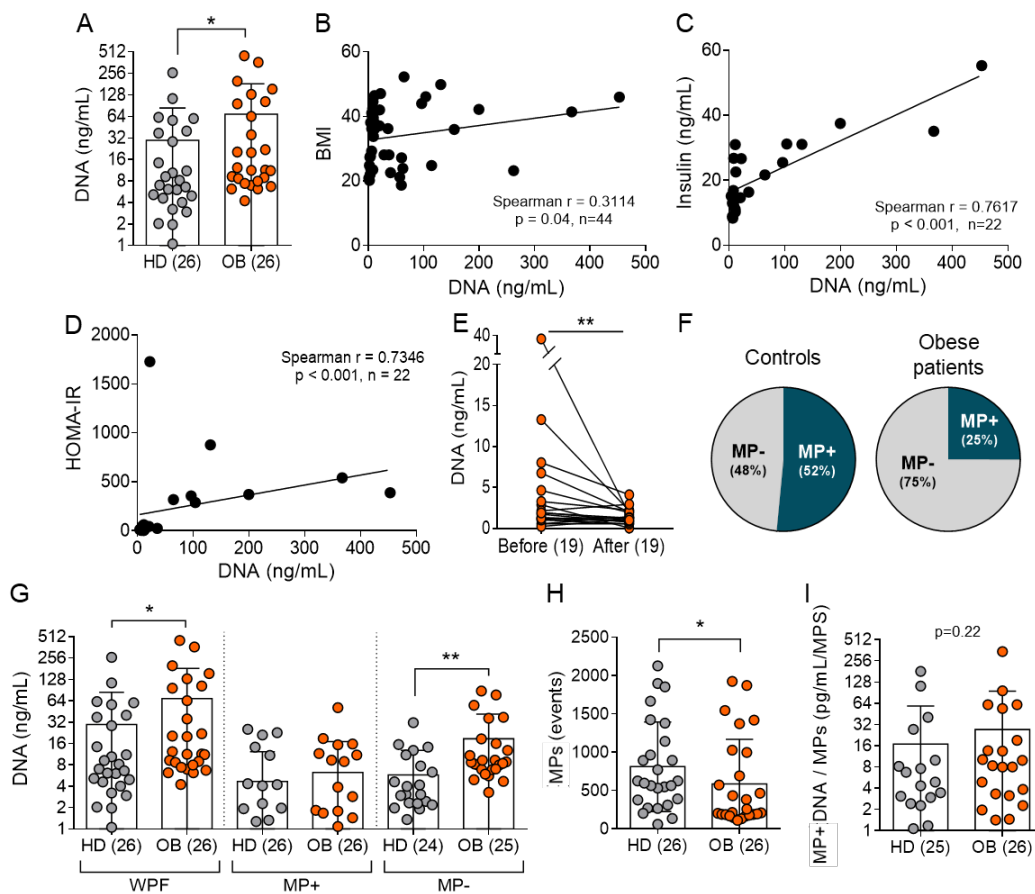 A
*
DNA (ng/mL)
512
256
128
64
32
16
8
4
2
1
HD (26) OB (26)
B
BMI
60
40
20
0
Spearman r = 0.3114
p = 0.04, n=44
0 100 200 300 400 500
DNA (ng/mL)
C
Insulin (ng/mL)
60
40
20
0
Spearman r = 0.7617
p < 0.001, n=22
0 100 200 300 400 500
DNA (ng/mL)
D
HOMA-IR
2000
1500
1000
500
0
Spearman r = 0.7346
p < 0.001, n = 22
0 100 200 300 400 500
DNA (ng/mL)
E
**
DNA (ng/mL)
40
20
15
10
5
0
Before (19) After (19)
F
Controls
MP-
(48%)
MP+
(52%)
Obese
patients
MP+
(25%)
MP-
(75%)
G
*
**
DNA (ng/mL)
512
256
128
64
32
16
8
4
2
1
HD (26) OB (26) HD (26) OB (26) HD (24) OB (25)
WPF MP+ MP-
H
*
MPs (events)
2500
2000
1500
1000
500
0
HD (26) OB (26)
I
p=0.22
MP+DNA / MPs (pg/mL/MPS)
512
256
128
64
32
16
8
4
2
1
HD (25) OB (26)